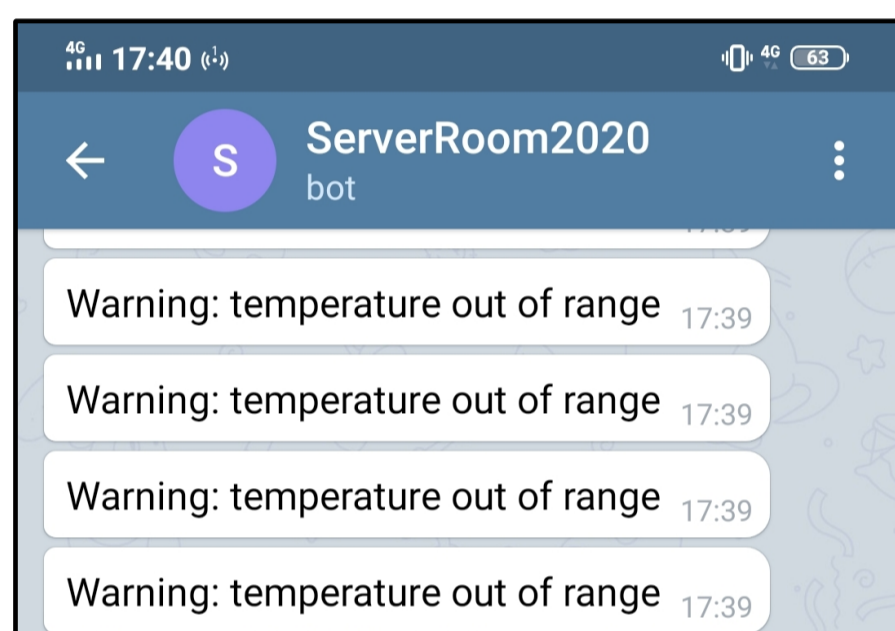 4G 17:40 4G 63
S ServerRoom2020
bot
Warning: temperature out of range 17:39
Warning: temperature out of range 17:39
Warning: temperature out of range 17:39
Warning: temperature out of range 17:39